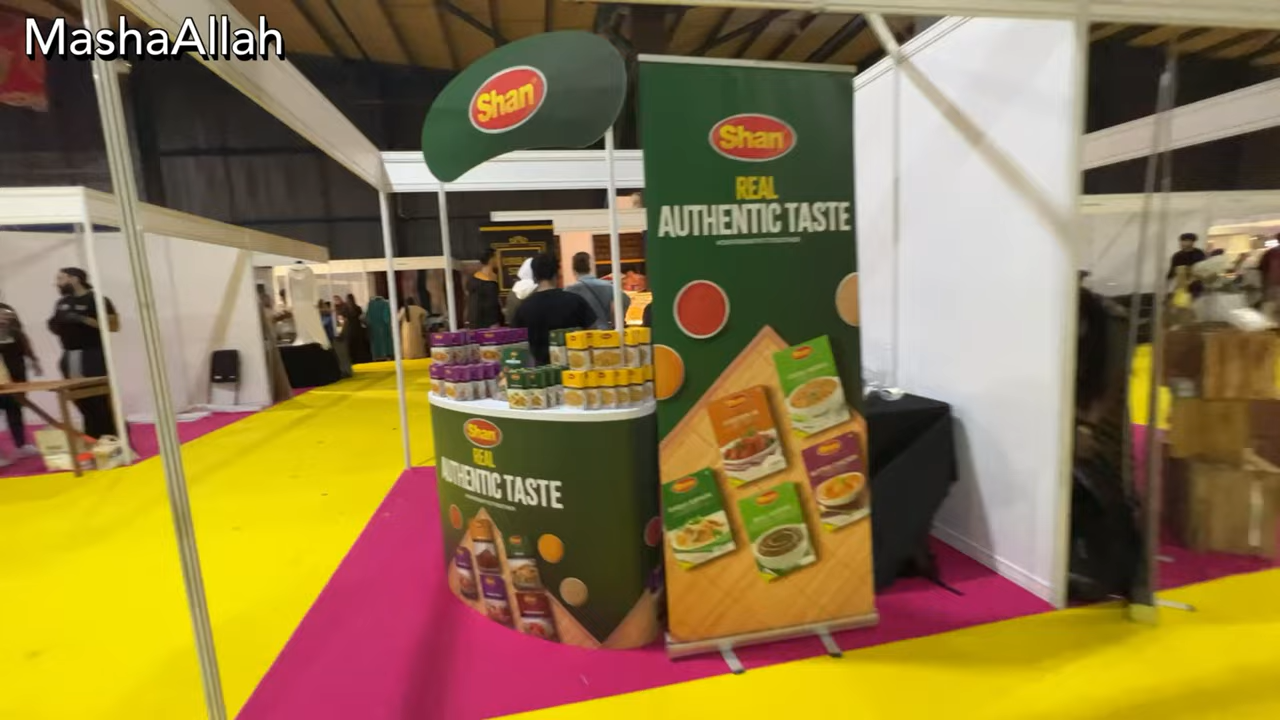 MashaAllah
Shan
Shan
REAL
AUTHENTIC TASTE
Shan
REAL
AUTHENTIC TASTE